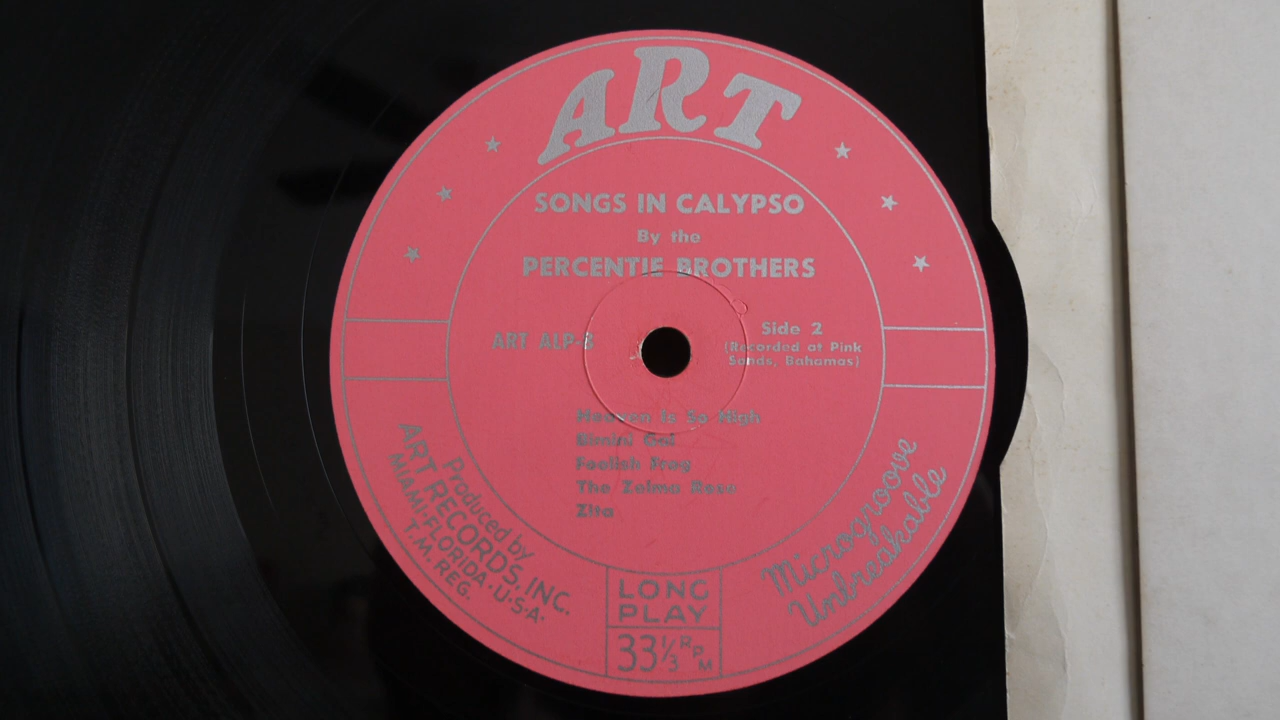 ART
SONGS IN CALYPSO
By the
PERCENTIE BROTHERS
ART ALP-8
Side 2
(Recorded at Pink
Sands, Bahamas)
Heaven Is So High
Bimini Gal
Foolish Frog
The Zelma Rose
Zita
Produced by
ART RECORDS, INC.
MIAMI-FLORIDA-U·S·A·
T.M. REG.
LONG
PLAY
33⅓ RPM
Microgroove
Unbreakable